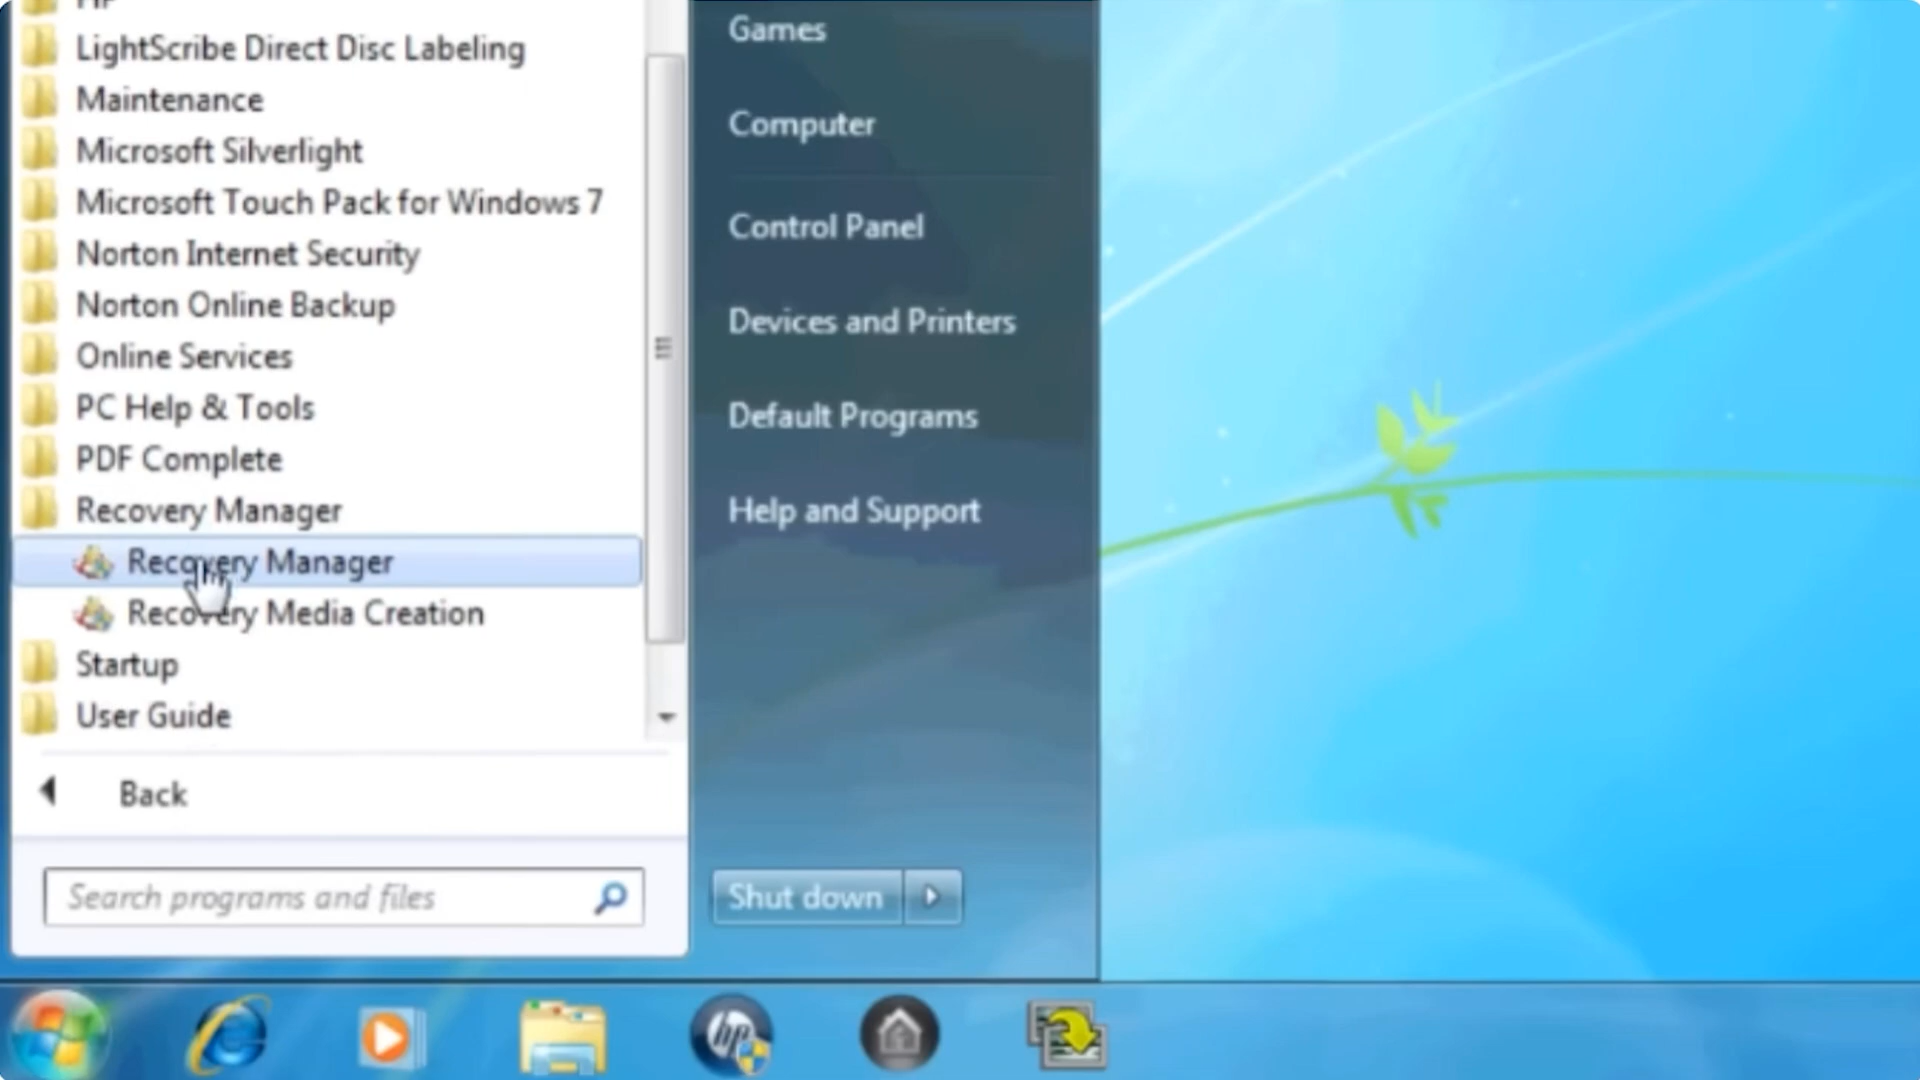 HP
LightScribe Direct Disc Labeling
Maintenance
Microsoft Silverlight
Microsoft Touch Pack for Windows 7
Norton Internet Security
Norton Online Backup
Online Services
PC Help & Tools
PDF Complete
Recovery Manager
Recovery Manager
Recovery Media Creation
Startup
User Guide
Back
Search programs and files
Games
Computer
Control Panel
Devices and Printers
Default Programs
Help and Support
Shut down
hp